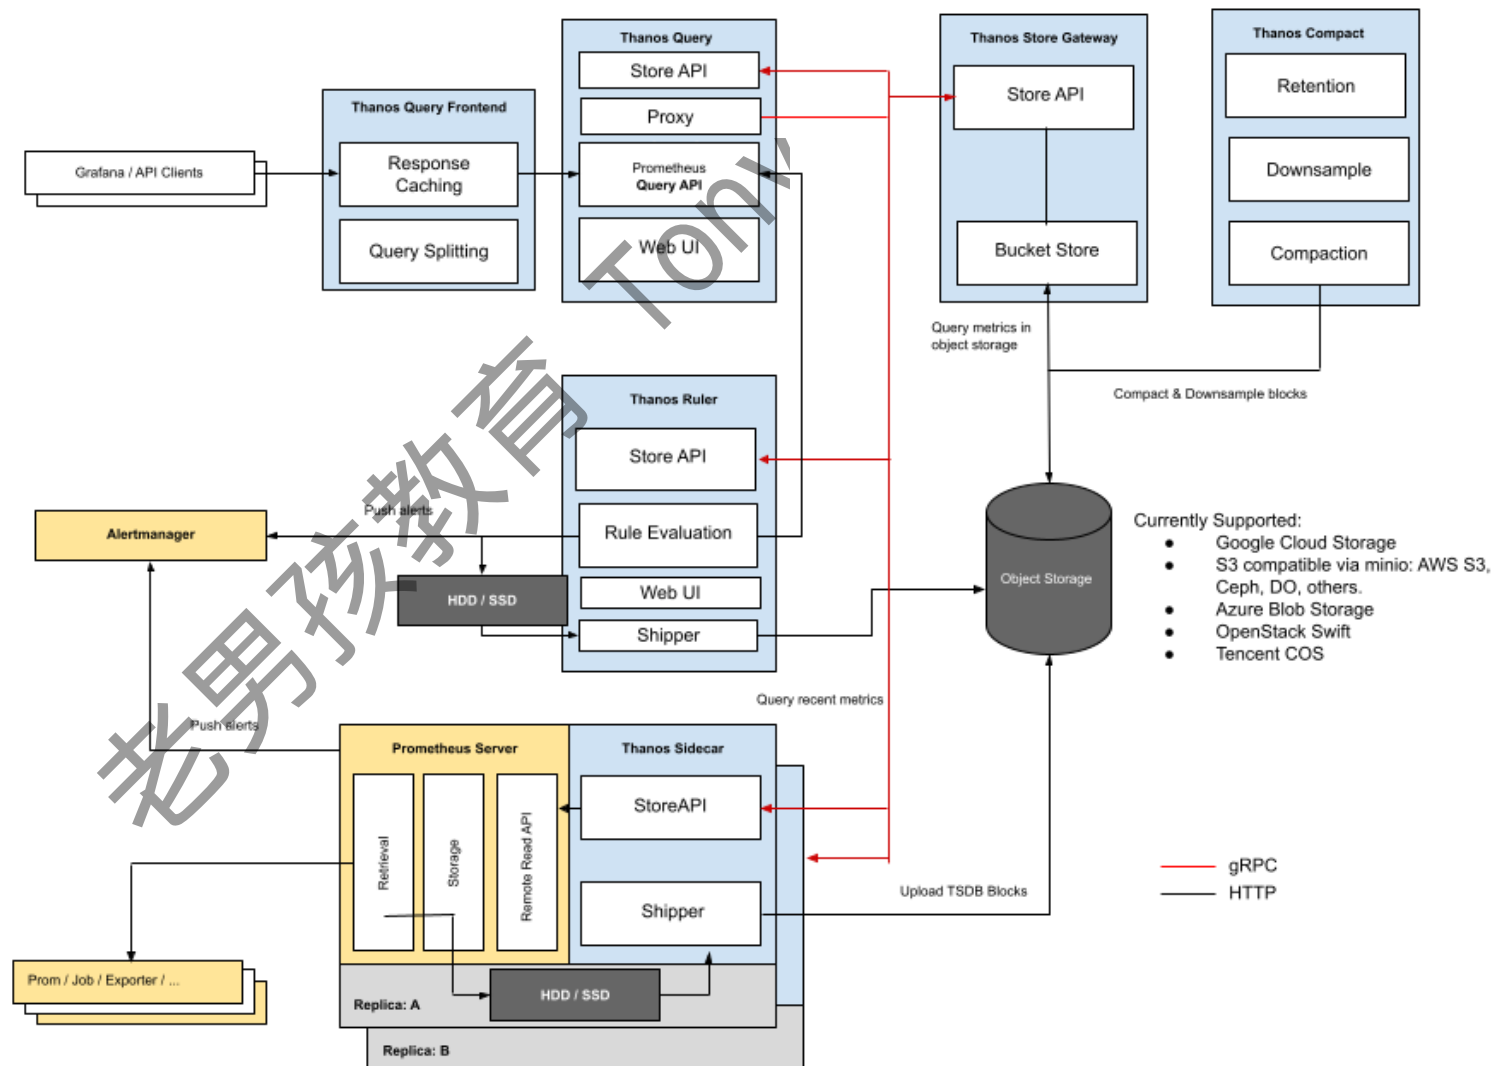 Thanos Query Frontend
Response
Caching
Query Splitting
Grafana / API Clients
Thanos Query
Store API
Proxy
Prometheus
Query API
Web UI
Thanos Store Gateway
Store API
Bucket Store
Thanos Compact
Retention
Downsample
Compaction
Query metrics in
object storage
Compact & Downsample blocks
Thanos Ruler
Store API
Rule Evaluation
Web UI
Shipper
Push alerts
Alertmanager
HDD / SSD
Object Storage
Currently Supported:
● Google Cloud Storage
● S3 compatible via minio: AWS S3,
Ceph, DO, others.
● Azure Blob Storage
● OpenStack Swift
● Tencent COS
Query recent metrics
Push alerts
Prometheus Server
Retrieval
Storage
Remote Read API
Thanos Sidecar
StoreAPI
Shipper
Upload TSDB Blocks
gRPC
HTTP
Prom / Job / Exporter / ...
HDD / SSD
Replica: A
Replica: B
老男孩教育